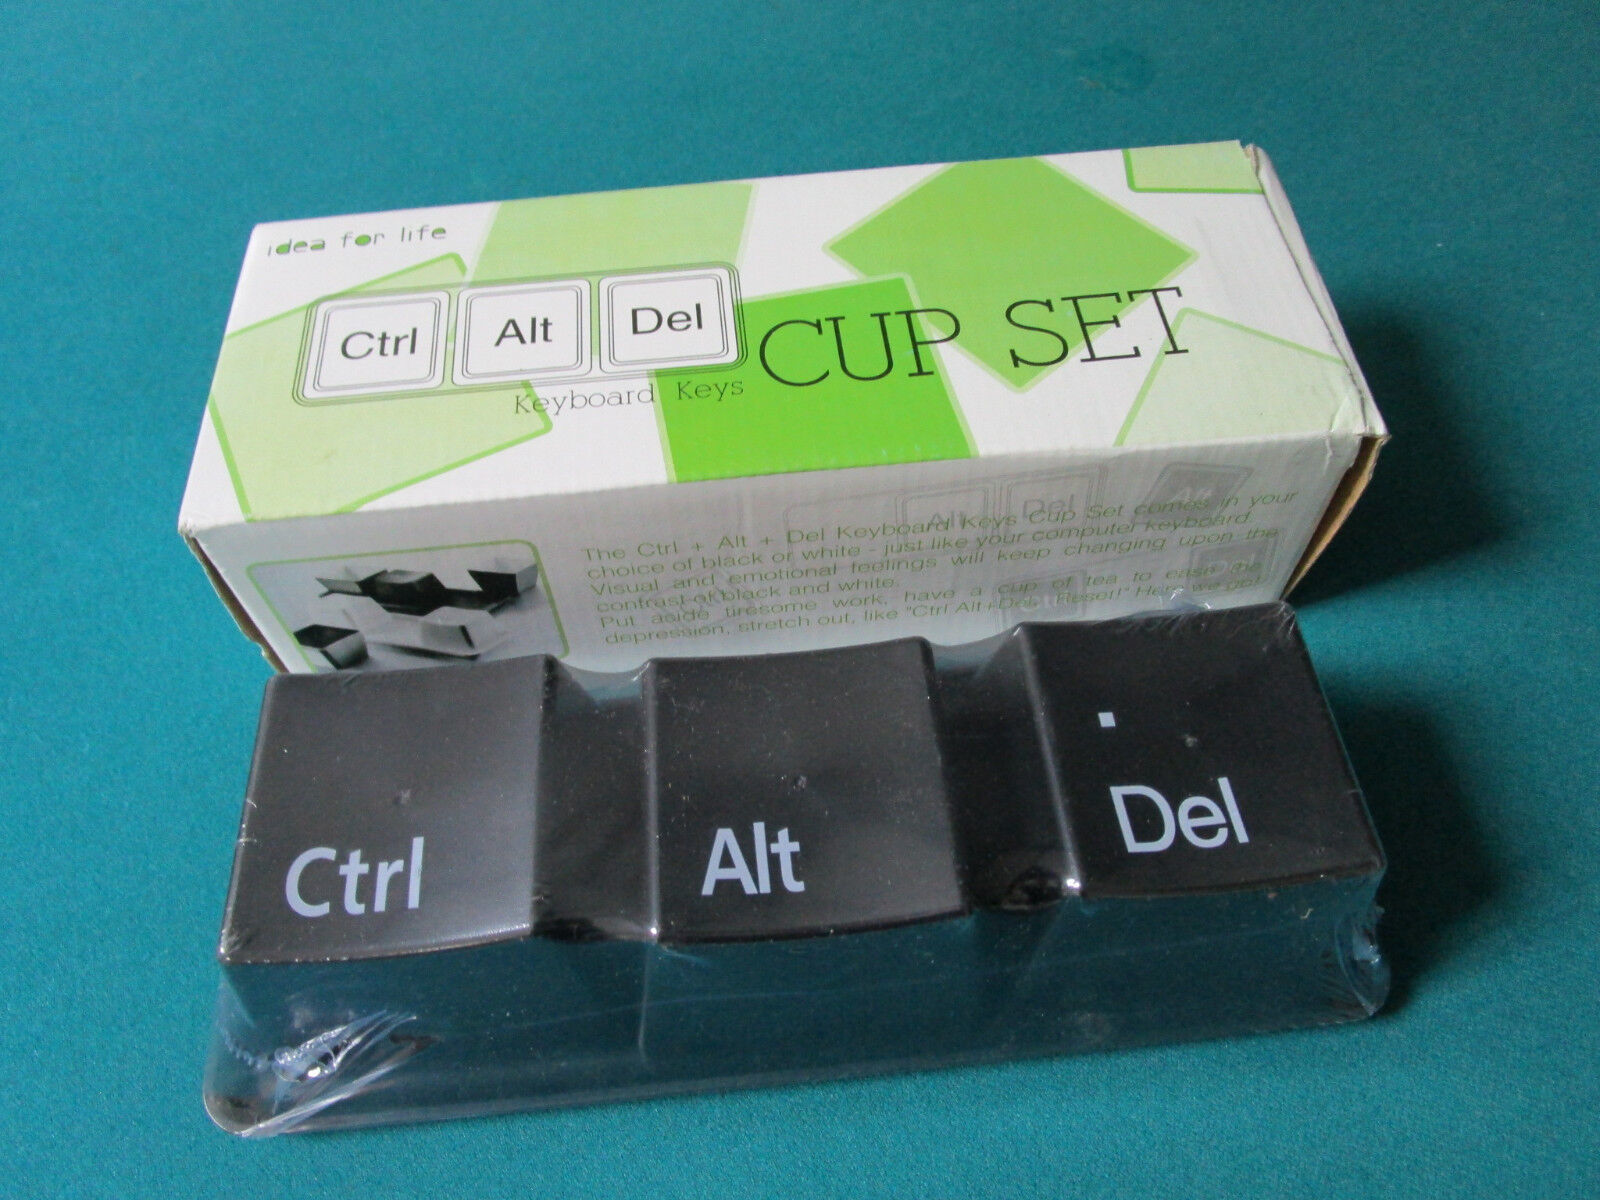 idea for life
Ctrl Alt Del CUP SET
Keyboard Keys
Alt Del Alt
The Ctrl + Alt + Del Keyboard Keys Cup Set comes in your
choice of black or white - just like your computer keyboard.
Visual and emotional feelings will keep changing upon the
contrast of black and white.
Put aside tiresome work, have a cup of tea to ease the
depression, stretch out, like "Ctrl Alt +Del, Reset!" Here we go!
Ctrl Alt Del